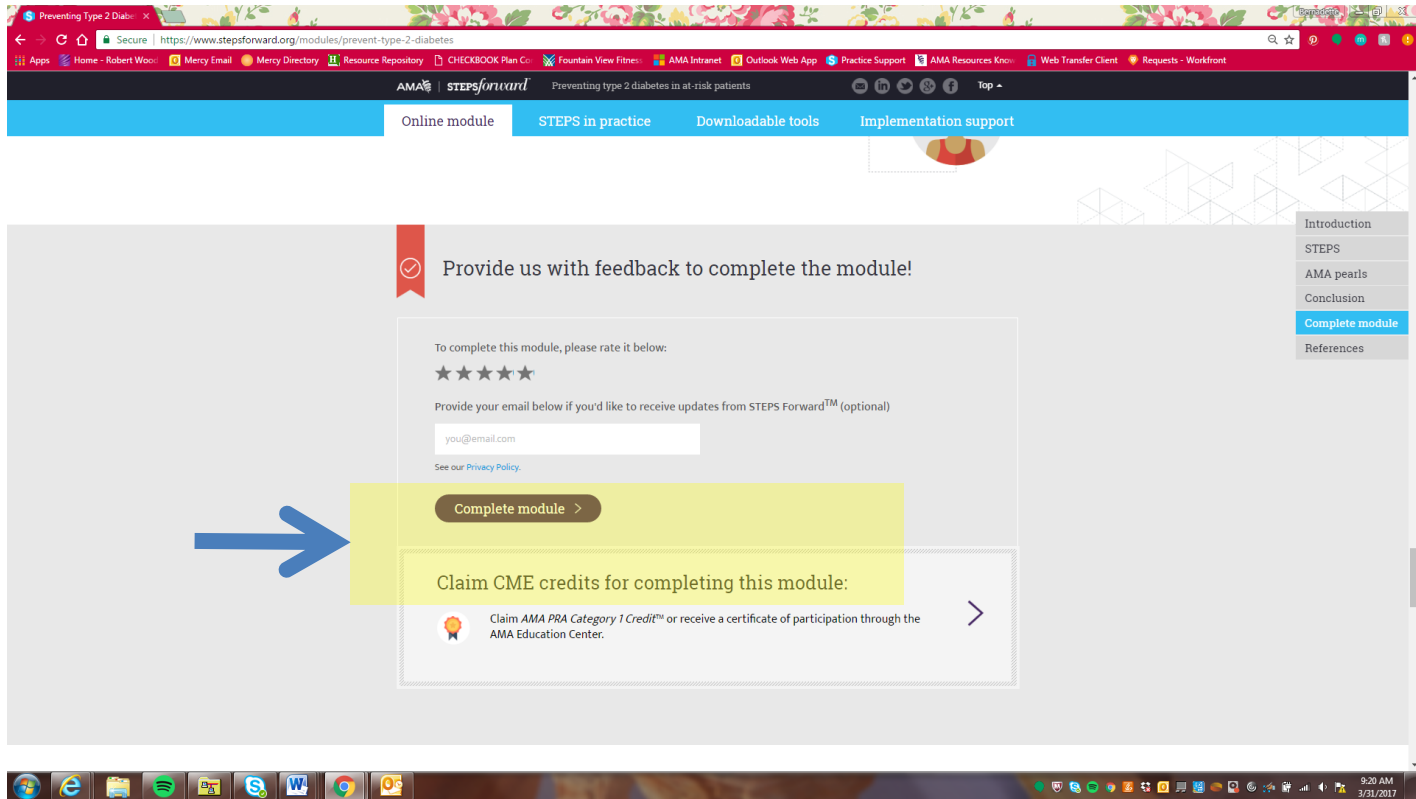 Preventing Type 2 Diabe
Bernadette
Secure | https://www.stepsforward.org/modules/prevent-type-2-diabetes
Apps Home - Robert Wood Mercy Email Mercy Directory Resource Repository CHECKBOOK Plan Co Fountain View Fitness AMA Intranet Outlook Web App Practice Support AMA Resources Know Web Transfer Client Requests - Workfront
AMA | STEPSforward Preventing type 2 diabetes in at-risk patients Top
Online module STEPS in practice Downloadable tools Implementation support
Introduction
STEPS
AMA pearls
Conclusion
Complete module
References
Provide us with feedback to complete the module!
To complete this module, please rate it below:
Provide your email below if you'd like to receive updates from STEPS Forward™ (optional)
you@email.com
See our Privacy Policy.
Complete module >
Claim CME credits for completing this module:
Claim AMA PRA Category 1 Credit™ or receive a certificate of participation through the
AMA Education Center.
9:20 AM
3/31/2017